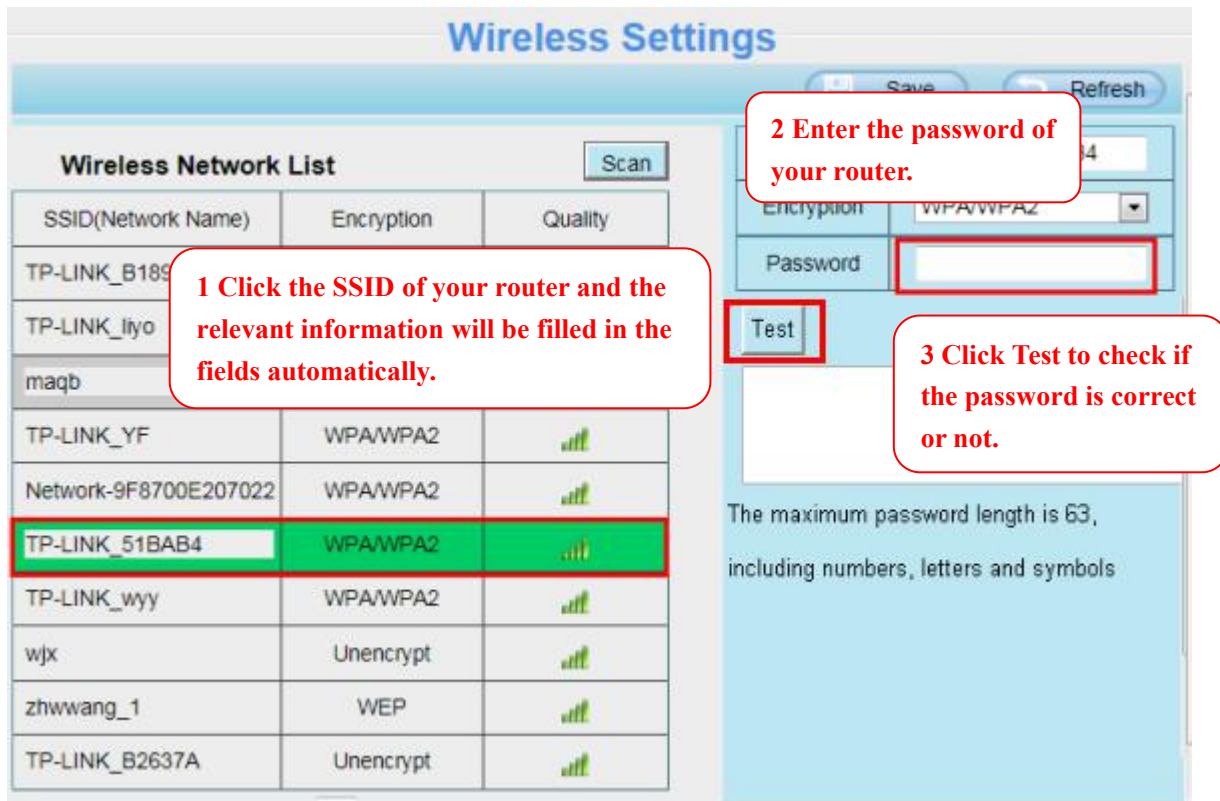 Wireless Settings
Save Refresh
2 Enter the password of
your router.
B4
Encryption WPA/WPA2
Password
Wireless Network List Scan
SSID(Network Name) Encryption Quality
TP-LINK_B189
TP-LINK_liyo
maqb
1 Click the SSID of your router and the
relevant information will be filled in the
fields automatically.
TP-LINK_YF WPA/WPA2
Network-9F8700E207022 WPA/WPA2
TP-LINK_51BAB4 WPA/WPA2
TP-LINK_wyy WPA/WPA2
wjx Unencrypt
zhwwang_1 WEP
TP-LINK_B2637A Unencrypt
Test
3 Click Test to check if
the password is correct
or not.
The maximum password length is 63,
including numbers, letters and symbols